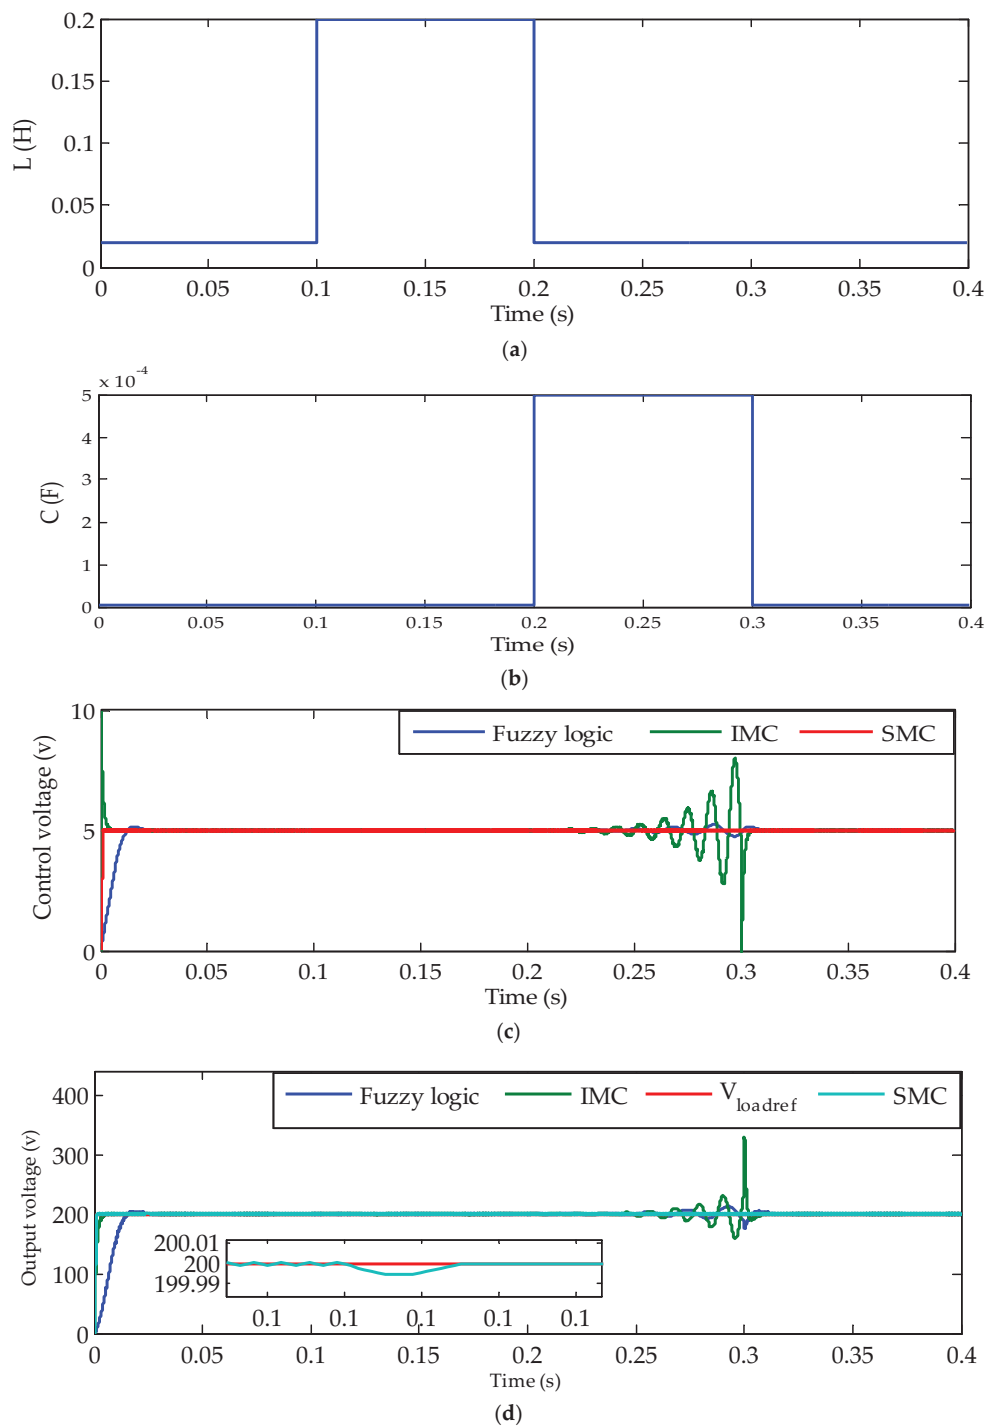 0.2
0.15
0.1
0.05
0
L (H)
0 0.05 0.1 0.15 0.2 0.25 0.3 0.35 0.4
Time (s)
(a)
x 10^-4
5
4
3
2
1
0
C (F)
0 0.05 0.1 0.15 0.2 0.25 0.3 0.35 0.4
Time (s)
(b)
10
5
0
Control voltage (v)
Fuzzy logic IMC SMC
0 0.05 0.1 0.15 0.2 0.25 0.3 0.35 0.4
Time (s)
(c)
400
300
200
100
0
Output voltage (v)
Fuzzy logic IMC V_loadref SMC
200.01
200
199.99
0.1 0.1 0.1 0.1 0.1
0 0.05 0.1 0.15 0.2 0.25 0.3 0.35 0.4
Time (s)
(d)